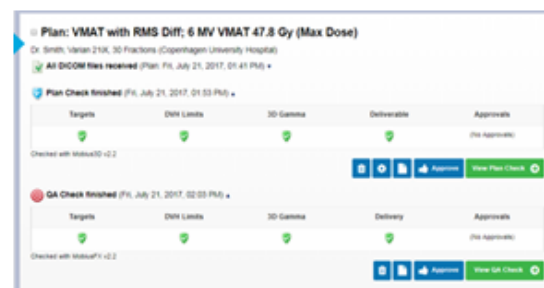 Plan: VMAT with RMS Diff; 6 MV VMAT 47.8 Gy (Max Dose)
Dr. Smith; Varian 21iX, 30 Fractions (Copenhagen University Hospital)
All DICOM files received (Plan: Fri, July 21, 2017, 01:41 PM)
Plan Check finished (Fri, July 21, 2017, 01:53 PM)
Targets DVH Limits 3D Gamma Deliverable Approvals
(No Approvals)
Checked with Mobius3D v2.2
Approve View Plan Check
QA Check finished (Fri, July 21, 2017, 02:03 PM)
Targets DVH Limits 3D Gamma Delivery Approvals
(No Approvals)
Checked with MobiusFX v2.2
Approve View QA Check